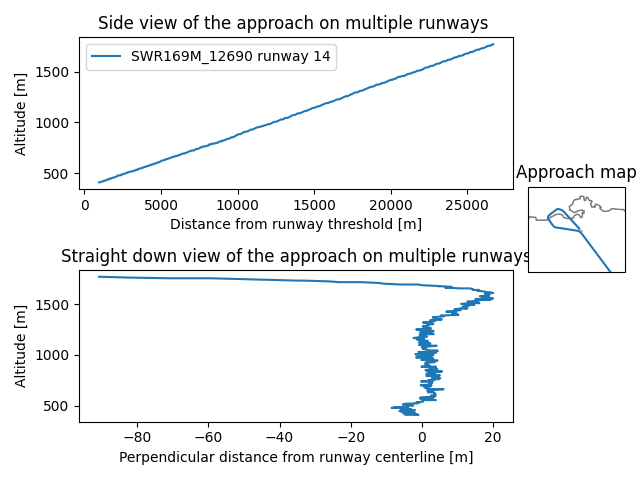 Side view of the approach on multiple runways
SWR169M_12690 runway 14
Altitude [m]
1500
1000
500
0 5000 10000 15000 20000 25000
Distance from runway threshold [m]
Approach map
Straight down view of the approach on multiple runways
Altitude [m]
1500
1000
500
−80 −60 −40 −20 0 20
Perpendicular distance from runway centerline [m]